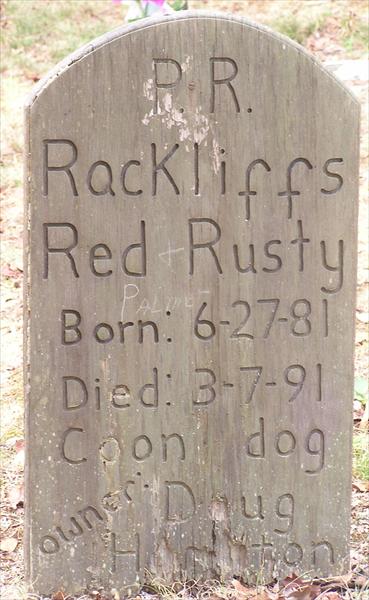 P. R.
Rackliffs
Red Rusty
Born: 6-27-81
Died: 3-7-91
Coon dog
owner: Doug